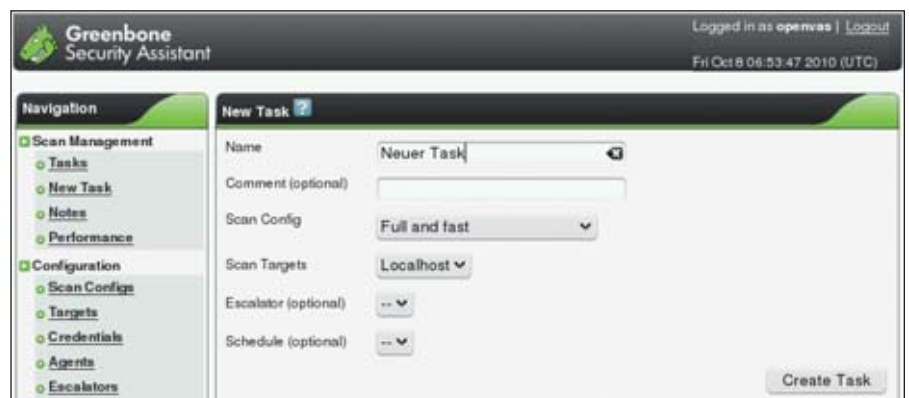 Greenbone
Security Assistant
Logged in as openvas | Logout
Fri Oct 8 06:53:47 2010 (UTC)
Navigation
Scan Management
Tasks
New Task
Notes
Performance
Configuration
Scan Configs
Targets
Credentials
Agents
Escalators
New Task ?
Name Neuer Task
Comment (optional)
Scan Config Full and fast
Scan Targets Localhost
Escalator (optional) --
Schedule (optional) --
Create Task